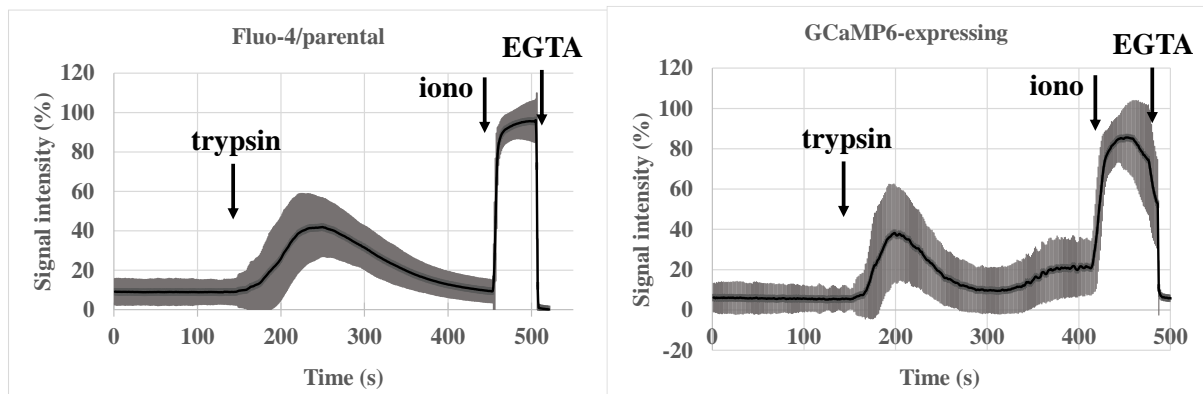 Fluo-4/parental
EGTA
iono
trypsin
Signal intensity (%)
120
100
80
60
40
20
0
0 100 200 300 400 500
Time (s)
GCaMP6-expressing
EGTA
iono
trypsin
Signal intensity (%)
120
100
80
60
40
20
0
-20
0 100 200 300 400 500
Time (s)